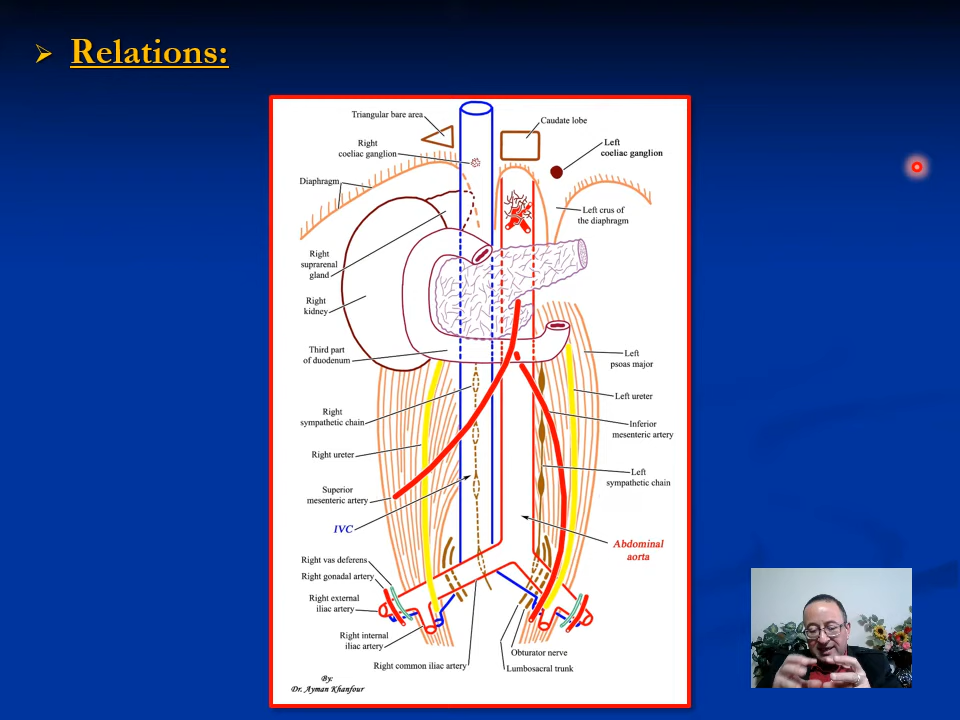 Relations:
Triangular bare area
Caudate lobe
Right
coeliac ganglion
Left
coeliac ganglion
Diaphragm
Left crus of
the diaphragm
Right
suprarenal
gland
Right
kidney
Third part
of duodenum
Left
psoas major
Left ureter
Right
sympathetic chain
Inferior
mesenteric artery
Right ureter
Left
sympathetic chain
Superior
mesenteric artery
IVC
Abdominal
aorta
Right vas deferens
Right gonadal artery
Right external
iliac artery
Right internal
iliac artery
Obturator nerve
Right common iliac artery
Lumbosacral trunk
By:
Dr. Ayman Khanfour